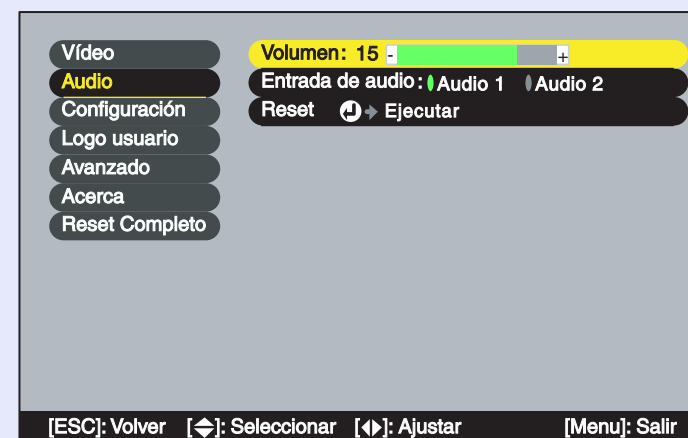 Vídeo
Audio
Configuración
Logo usuario
Avanzado
Acerca
Reset Completo
Volumen: 15 - +
Entrada de audio: Audio 1 Audio 2
Reset Ejecutar
[ESC]: Volver []: Seleccionar []: Ajustar [Menu]: Salir